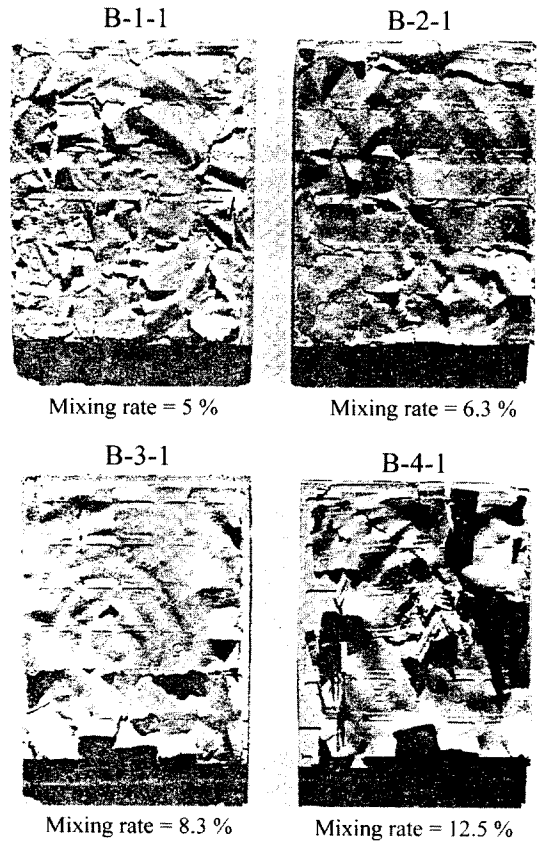 B-1-1
B-2-1
Mixing rate = 5 %
Mixing rate = 6.3 %
B-3-1
B-4-1
Mixing rate = 8.3 %
Mixing rate = 12.5 %